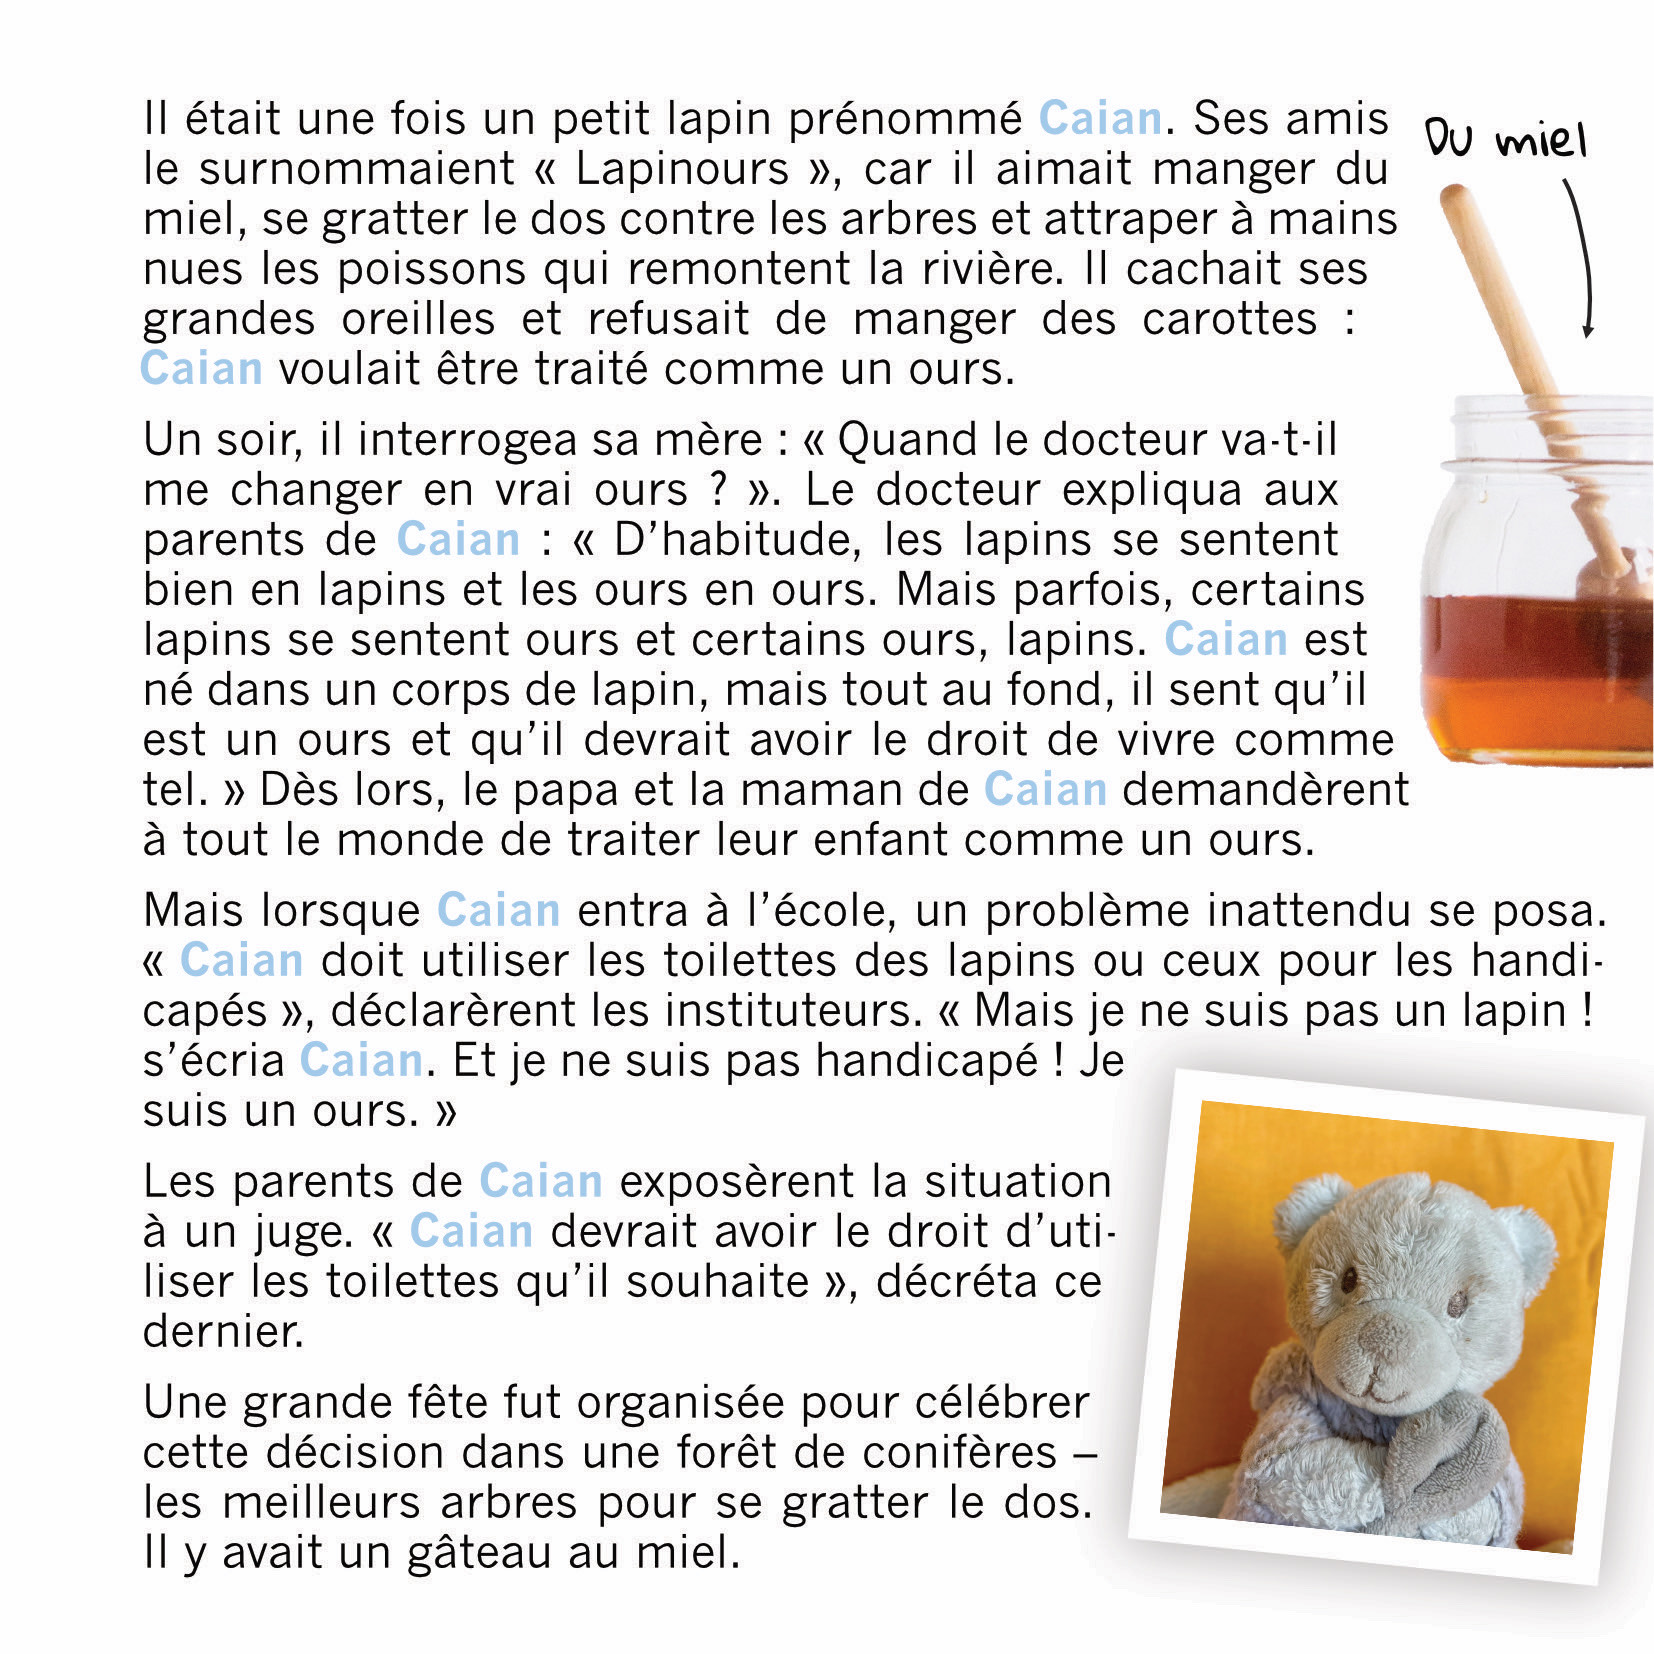 Il était une fois un petit lapin prénommé Caian. Ses amis
le surnommaient « Lapinours », car il aimait manger du
miel, se gratter le dos contre les arbres et attraper à mains
nues les poissons qui remontent la rivière. Il cachait ses
grandes oreilles et refusait de manger des carottes :
Caian voulait être traité comme un ours.
Du miel
Un soir, il interrogea sa mère : « Quand le docteur va-t-il
me changer en vrai ours ? ». Le docteur expliqua aux
parents de Caian : « D’habitude, les lapins se sentent
bien en lapins et les ours en ours. Mais parfois, certains
lapins se sentent ours et certains ours, lapins. Caian est
né dans un corps de lapin, mais tout au fond, il sent qu’il
est un ours et qu’il devrait avoir le droit de vivre comme
tel. » Dès lors, le papa et la maman de Caian demandèrent
à tout le monde de traiter leur enfant comme un ours.
Mais lorsque Caian entra à l’école, un problème inattendu se posa.
« Caian doit utiliser les toilettes des lapins ou ceux pour les handi-
capés », déclarèrent les instituteurs. « Mais je ne suis pas un lapin !
s’écria Caian. Et je ne suis pas handicapé ! Je
suis un ours. »
Les parents de Caian exposèrent la situation
à un juge. « Caian devrait avoir le droit d’uti-
liser les toilettes qu’il souhaite », décréta ce
dernier.
Une grande fête fut organisée pour célébrer
cette décision dans une forêt de conifères –
les meilleurs arbres pour se gratter le dos.
Il y avait un gâteau au miel.